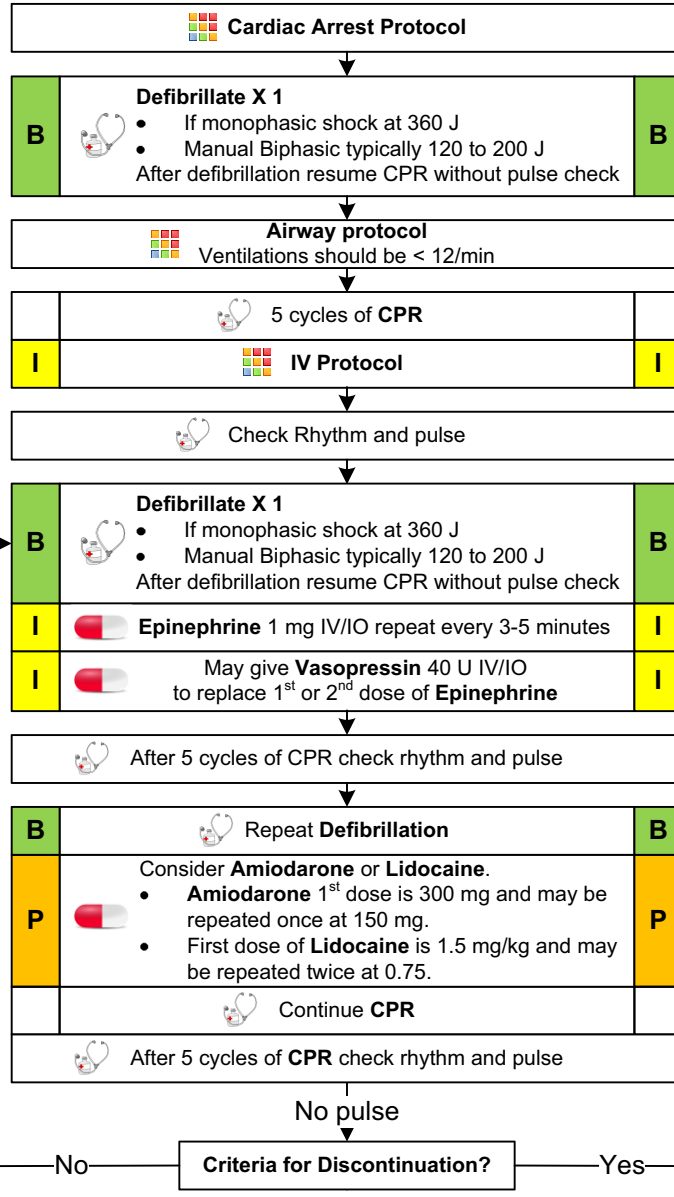 Cardiac Arrest Protocol
Defibrillate X 1
B
• If monophasic shock at 360 J
B
• Manual Biphasic typically 120 to 200 J
After defibrillation resume CPR without pulse check
Airway protocol
Ventilations should be < 12/min
5 cycles of CPR
I IV Protocol I
Check Rhythm and pulse
Defibrillate X 1
• If monophasic shock at 360 J
B
• Manual Biphasic typically 120 to 200 J
B
After defibrillation resume CPR without pulse check
I Epinephrine 1 mg IV/IO repeat every 3-5 minutes I
May give Vasopressin 40 U IV/IO
I
to replace 1st or 2nd dose of Epinephrine
I
After 5 cycles of CPR check rhythm and pulse
B Repeat Defibrillation B
Consider Amiodarone or Lidocaine.
• Amiodarone 1st dose is 300 mg and may be
repeated once at 150 mg.
P
• First dose of Lidocaine is 1.5 mg/kg and may
P
be repeated twice at 0.75.
Continue CPR
After 5 cycles of CPR check rhythm and pulse
No pulse
No Criteria for Discontinuation? Yes